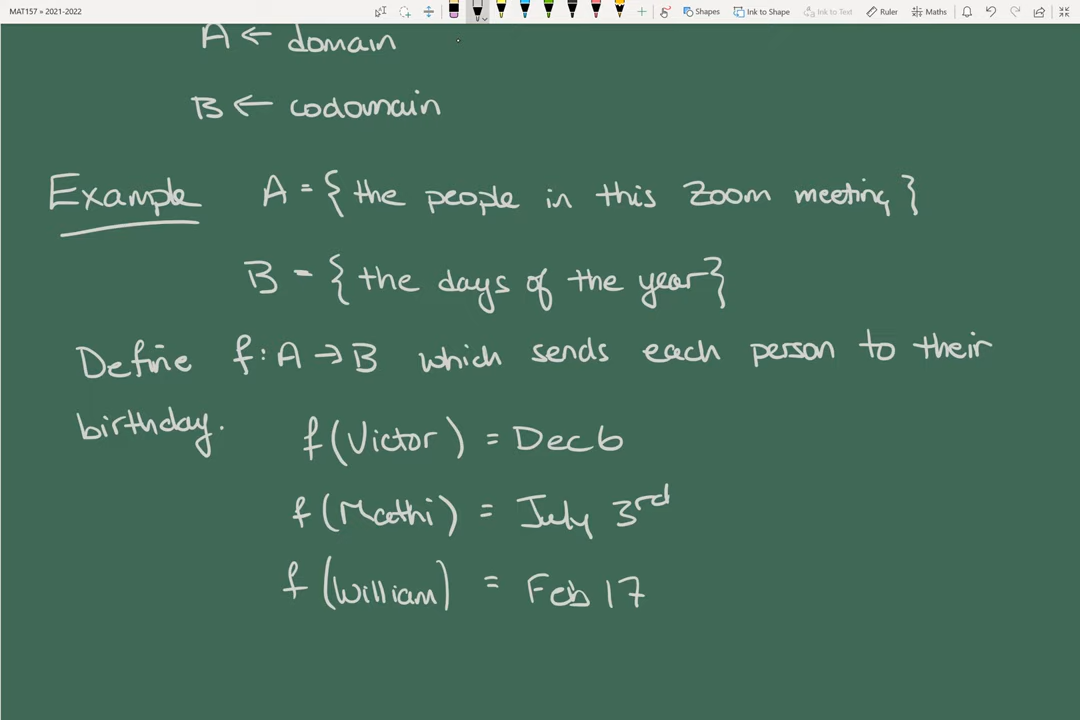 MAT157 » 2021-2022
Shapes Ink to Shape Ink to Text Ruler Maths
A ← domain
B ← codomain
Example A = { the people in this Zoom meeting }
B = { the days of the year }
Define f : A → B which sends each person to their
birthday. f (Victor) = Dec 6
f (Mathi) = July 3rd
f (William) = Feb 17